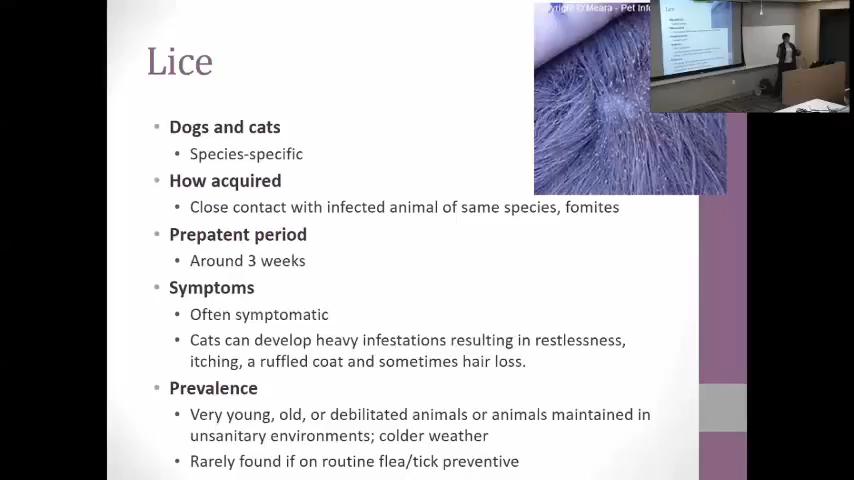 Lice
Dogs and cats
Species-specific
How acquired
Close contact with infected animal of same species, fomites
Prepatent period
Around 3 weeks
Symptoms
Often symptomatic
Cats can develop heavy infestations resulting in restlessness,
itching, a ruffled coat and sometimes hair loss.
Prevalence
Very young, old, or debilitated animals or animals maintained in
unsanitary environments; colder weather
Rarely found if on routine flea/tick preventive
O'Meara - Pet